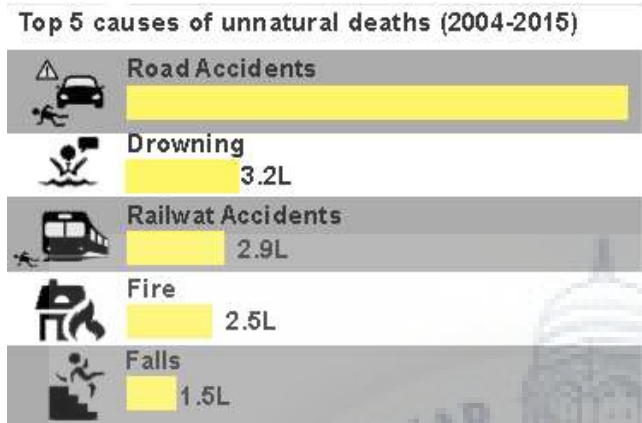 Top 5 causes of unnatural deaths (2004-2015)
Road Accidents
Drowning
3.2L
Railwat Accidents
2.9L
Fire
2.5L
Falls
1.5L